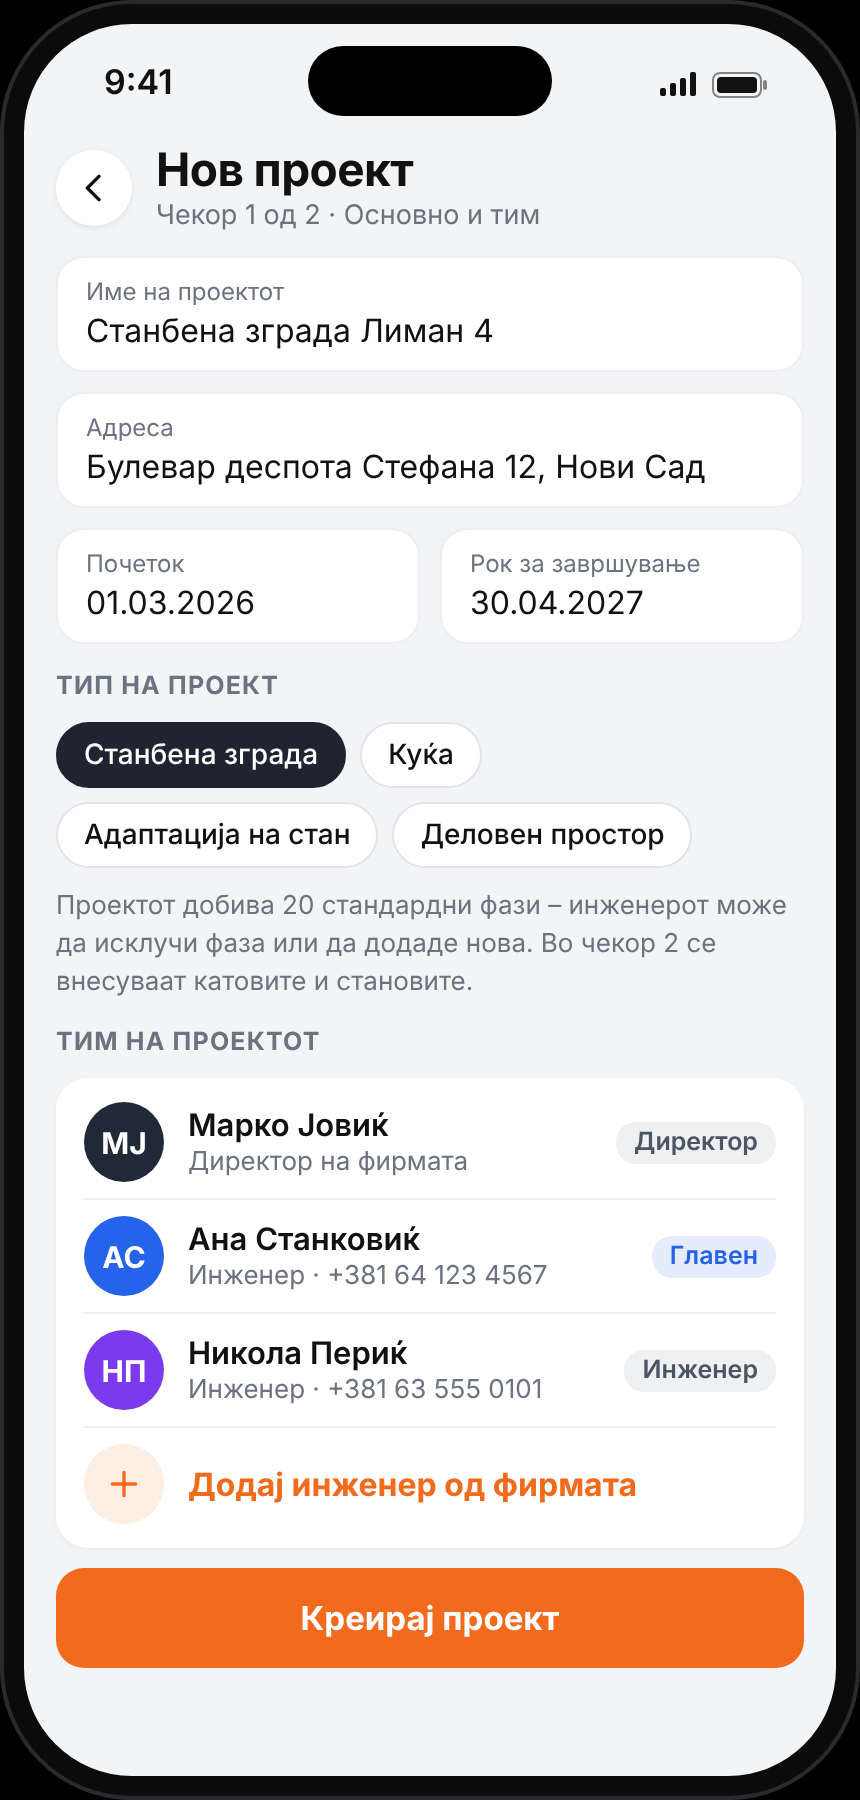 9:41
Нов проект
Чекор 1 од 2 · Основно и тим
Име на проектот
Станбена зграда Лиман 4
Адреса
Булевар деспота Стефана 12, Нови Сад
Почеток
01.03.2026
Рок за завршување
30.04.2027
ТИП НА ПРОЕКТ
Станбена зграда
Куќа
Адаптација на стан
Деловен простор
Проектот добива 20 стандардни фази – инженерот може
да исклучи фаза или да додаде нова. Во чекор 2 се
внесуваат катовите и становите.
ТИМ НА ПРОЕКТОТ
МЈ
Марко Јовиќ
Директор на фирмата
Директор
АС
Ана Станковиќ
Инженер · +381 64 123 4567
Главен
НП
Никола Периќ
Инженер · +381 63 555 0101
Инженер
Додај инженер од фирмата
Креирај проект